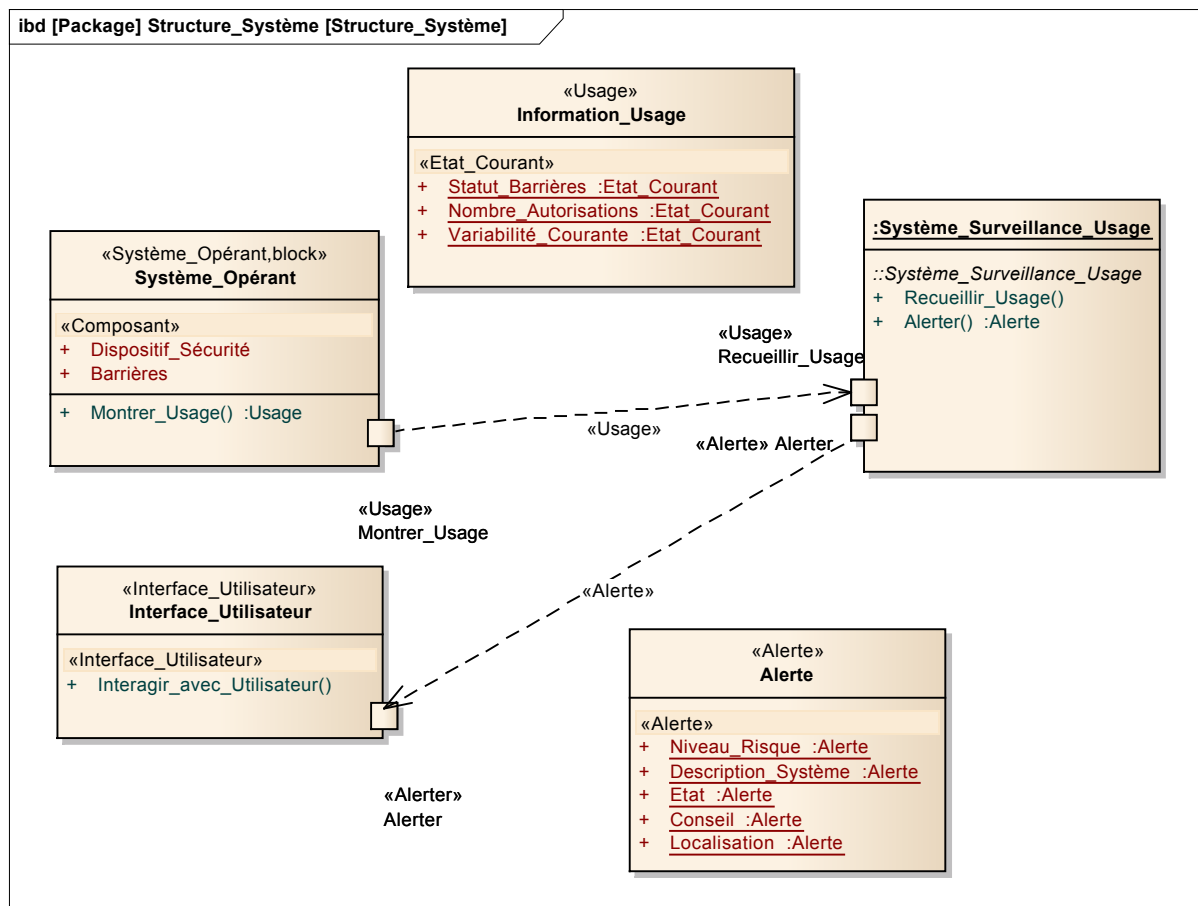 ibd [Package] Structure_Système [Structure_Système]
«Usage»
Information_Usage
«Etat_Courant»
+ Statut_Barrières :Etat_Courant
+ Nombre_Autorisations :Etat_Courant
+ Variabilité_Courante :Etat_Courant
:Système_Surveillance_Usage
::Système_Surveillance_Usage
+ Recueillir_Usage()
+ Alerter() :Alerte
«Système_Opérant,block»
Système_Opérant
«Composant»
+ Dispositif_Sécurité
+ Barrières
+ Montrer_Usage() :Usage
«Usage»
Recueillir_Usage
«Usage»
«Alerte» Alerter
«Usage»
Montrer_Usage
«Alerte»
«Interface_Utilisateur»
Interface_Utilisateur
«Interface_Utilisateur»
+ Interagir_avec_Utilisateur()
«Alerter»
Alerter
«Alerte»
Alerte
«Alerte»
+ Niveau_Risque :Alerte
+ Description_Système :Alerte
+ Etat :Alerte
+ Conseil :Alerte
+ Localisation :Alerte